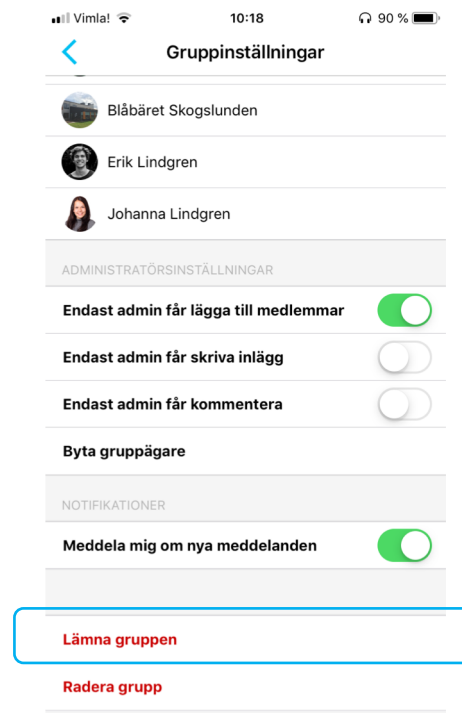 Vimla! 10:18 90 %
Gruppinställningar
Blåbäret Skogslunden
Erik Lindgren
Johanna Lindgren
ADMINISTRATÖRSINSTÄLLNINGAR
Endast admin får lägga till medlemmar
Endast admin får skriva inlägg
Endast admin får kommentera
Byta gruppägare
NOTIFIKATIONER
Meddela mig om nya meddelanden
Lämna gruppen
Radera grupp